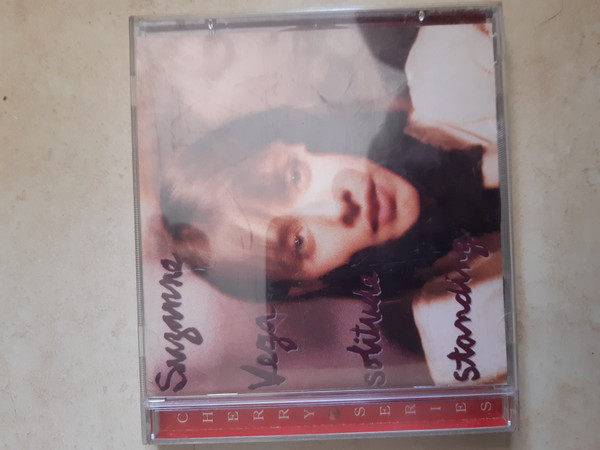 Suzanne
Vega
solitude
standing
CHERRY SERIES